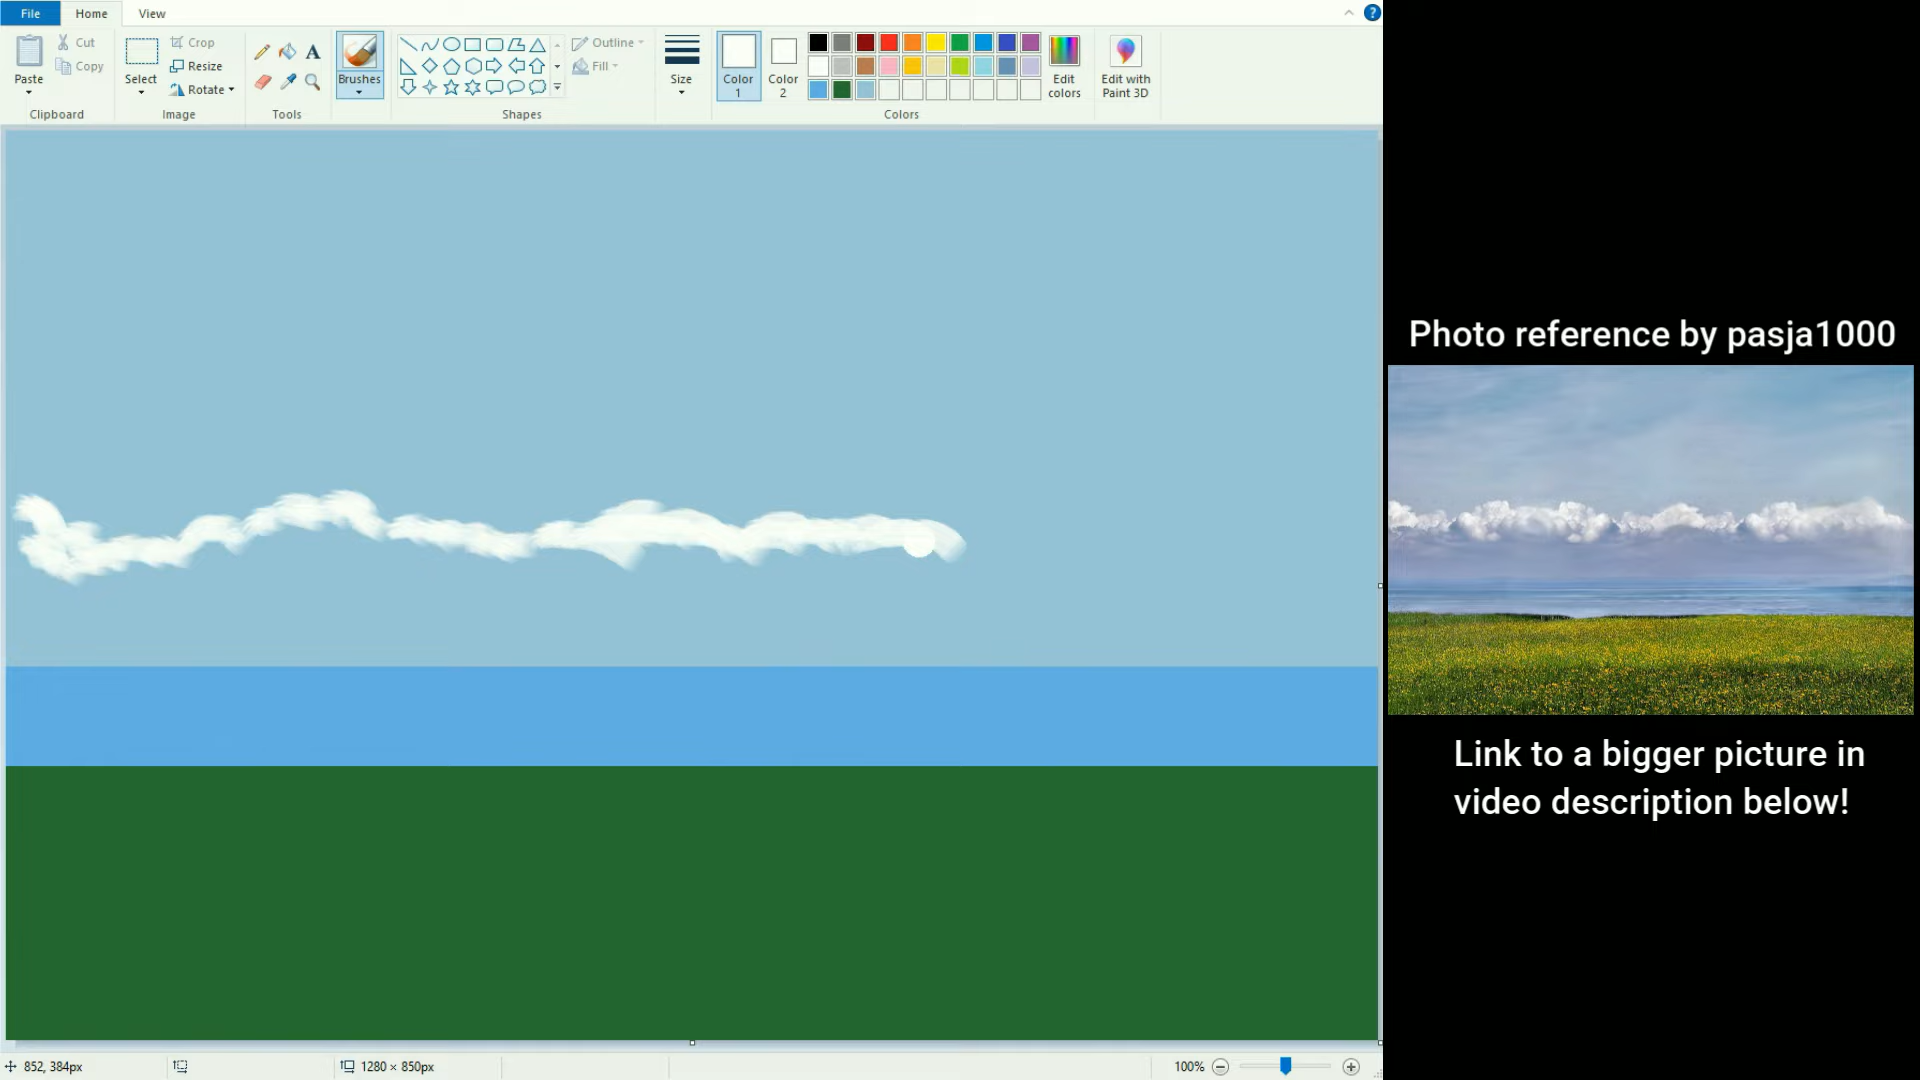 File Home View
Paste
Cut
Copy
Clipboard
Select
Crop
Resize
Rotate
Image
A
Tools
Brushes
Outline
Fill
Shapes
Size
Color 1
Color 2
Edit colors
Colors
Edit with Paint 3D
?
Photo reference by pasja1000
Link to a bigger picture in
video description below!
852, 384px
1280 × 850px
100%